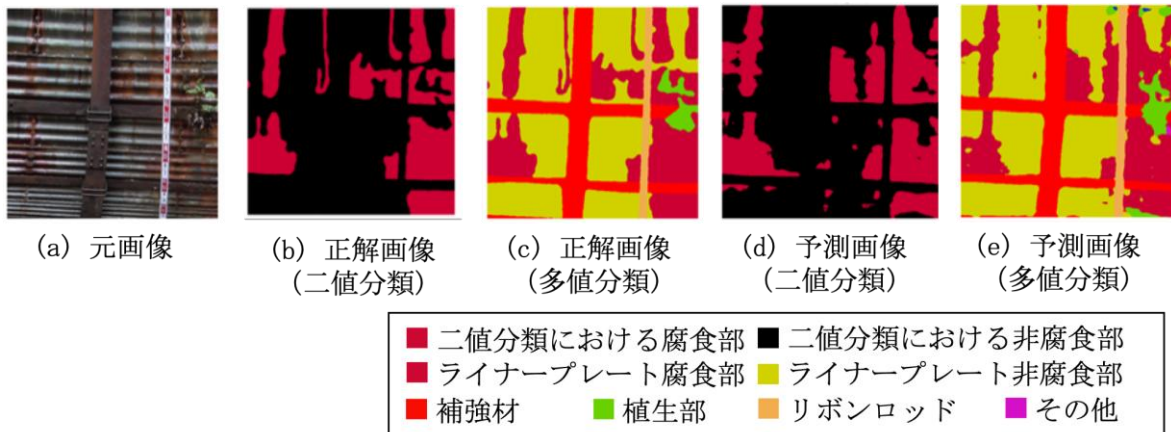 (a) 元画像
(b) 正解画像
(二値分類)
(c) 正解画像
(多値分類)
(d) 予測画像
(二値分類)
(e) 予測画像
(多値分類)
二値分類における腐食部
二値分類における非腐食部
ライナープレート腐食部
ライナープレート非腐食部
補強材
植生部
リボンロッド
その他